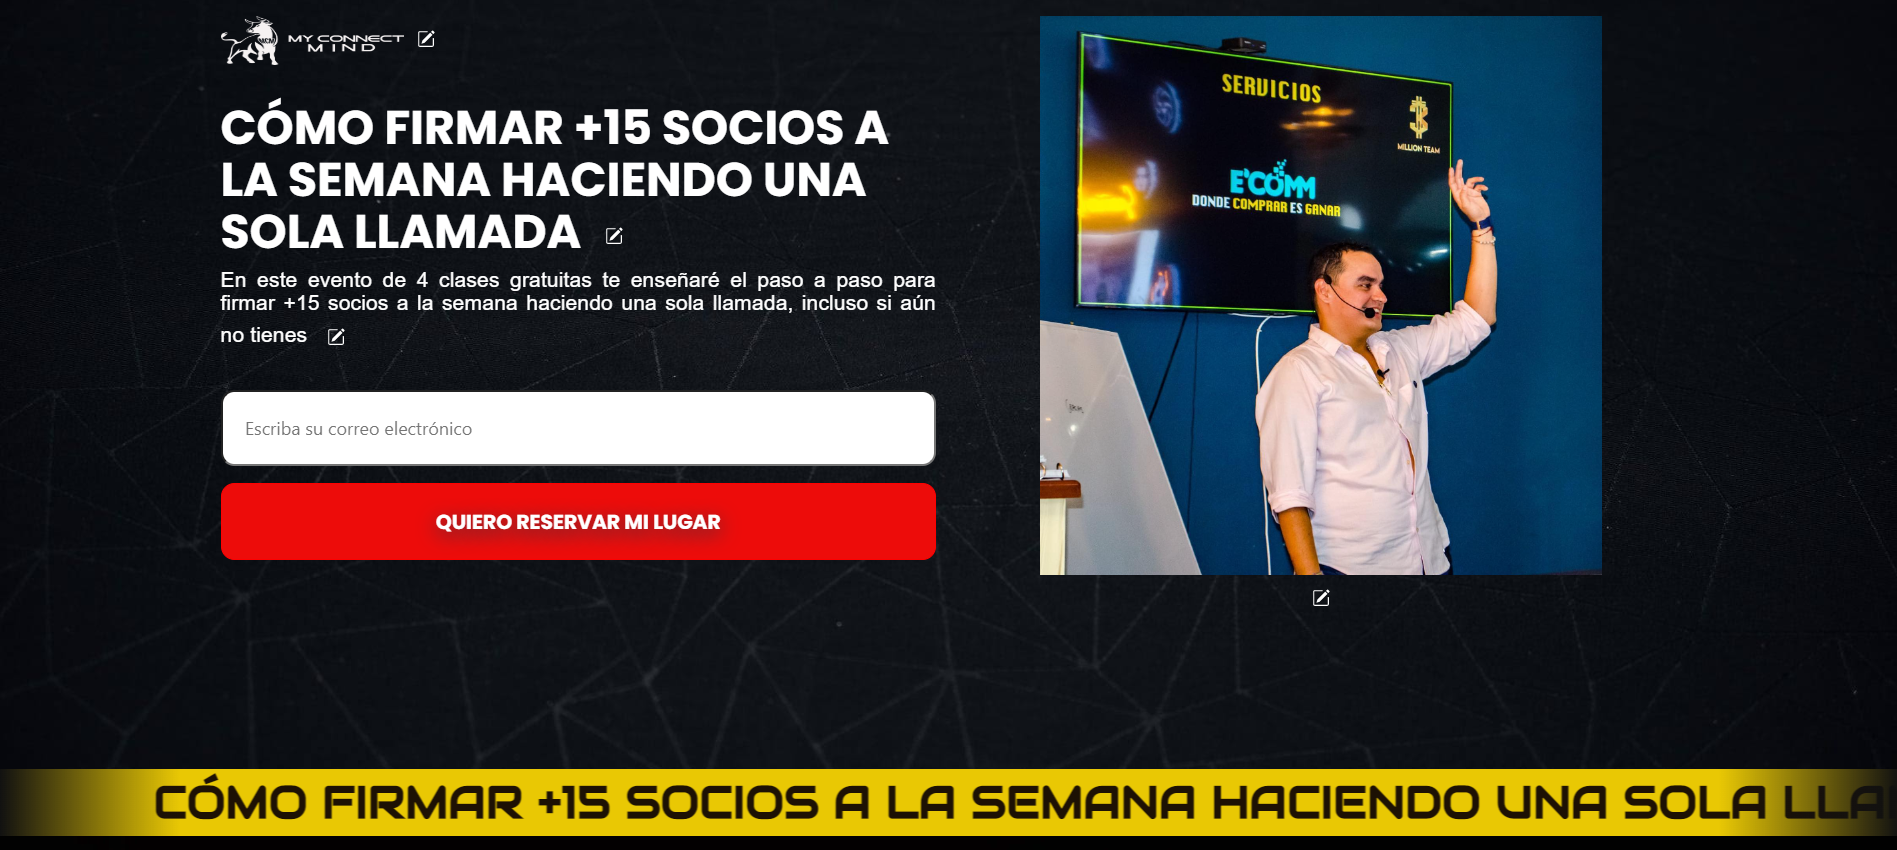 MY CONNECT
MIND
CÓMO FIRMAR +15 SOCIOS A
LA SEMANA HACIENDO UNA
SOLA LLAMADA
En este evento de 4 clases gratuitas te enseñaré el paso a paso para
firmar +15 socios a la semana haciendo una sola llamada, incluso si aún
no tienes
Escriba su correo electrónico
QUIERO RESERVAR MI LUGAR
SERVICIOS
MILLION TEAM
E'COMM
DONDE COMPRAR ES GANAR
CÓMO FIRMAR +15 SOCIOS A LA SEMANA HACIENDO UNA SOLA LLA